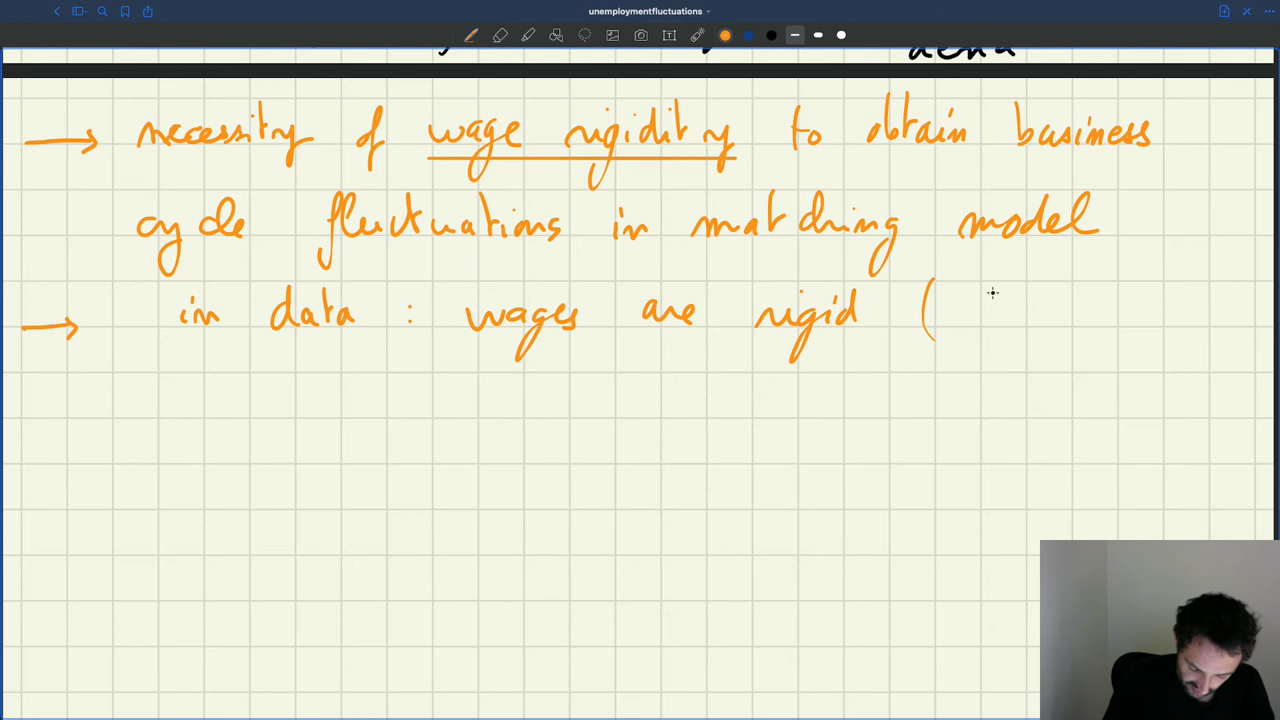 unemploymentfluctuations
→ necessity of wage rigidity to obtain business
cycle fluctuations in matching model
→ in data : wages are rigid (